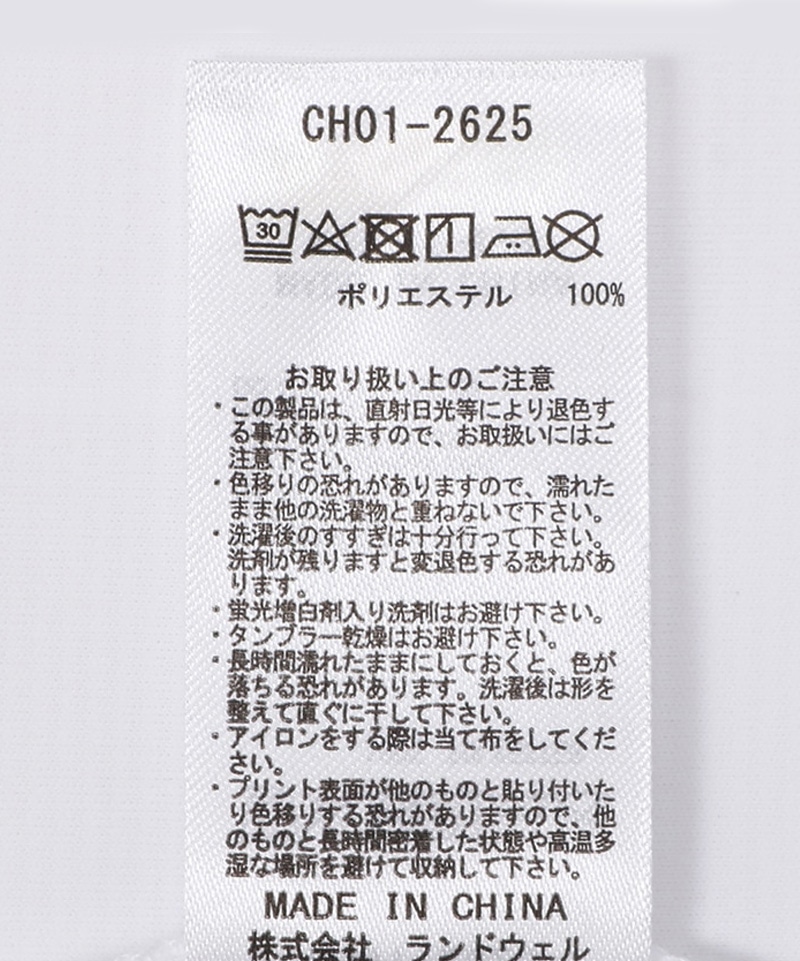 CH01-2625
30
ポリエステル 100%
お取り扱い上のご注意
・この製品は、直射日光等により退色す
る事がありますので、お取扱いにはご
注意下さい。
・色移りの恐れがありますので、濡れた
まま他の洗濯物と重ねないで下さい。
・洗濯後のすすぎは十分行って下さい。
洗剤が残りますと変退色する恐れがあ
ります。
・蛍光増白剤入り洗剤はお避け下さい。
・タンブラー乾燥はお避け下さい。
・長時間濡れたままにしておくと、色が
落ちる恐れがあります。洗濯後は形を
整えて直ぐに干して下さい。
・アイロンをする際は当て布をしてくだ
さい。
・プリント表面が他のものと貼り付いた
り色移りする恐れがありますので、他
のものと長時間密着した状態や高温多
湿な場所を避けて収納して下さい。
MADE IN CHINA
株式会社 ランドウェル